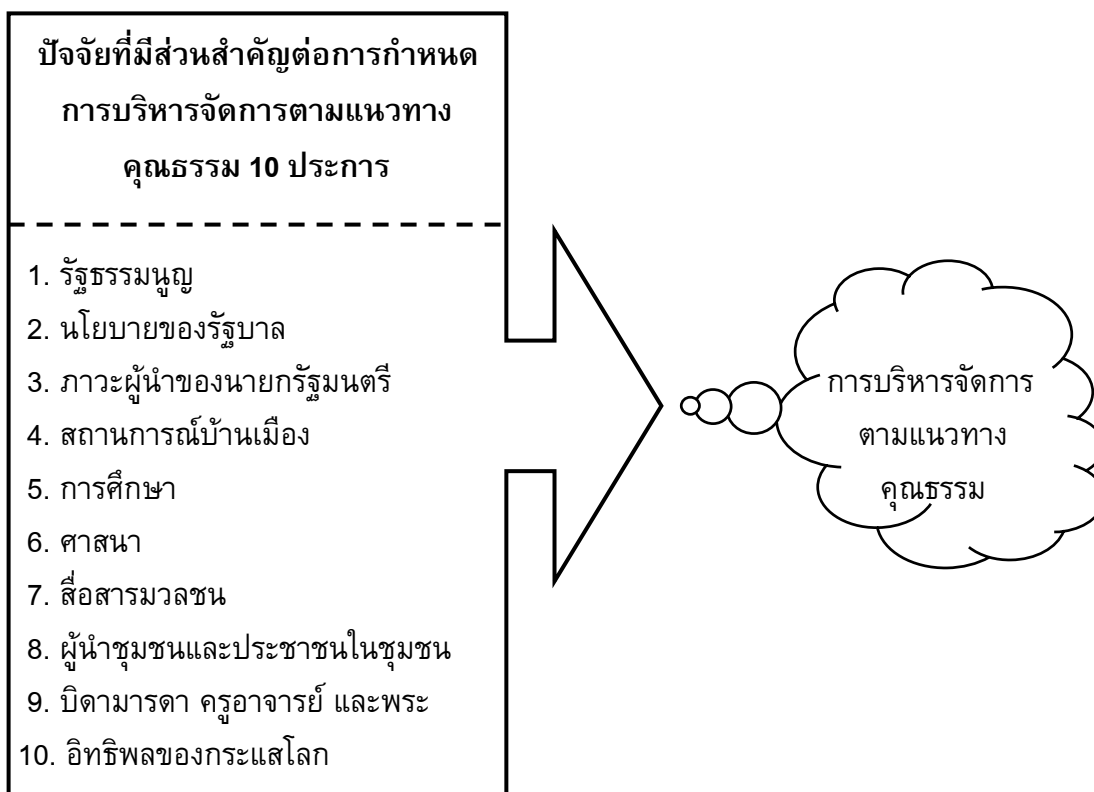 ปัจจัยที่มีส่วนสำคัญต่อการกำหนด
การบริหารจัดการตามแนวทาง
คุณธรรม 10 ประการ
1. รัฐธรรมนูญ
2. นโยบายของรัฐบาล
3. ภาวะผู้นำของนายกรัฐมนตรี
4. สถานการณ์บ้านเมือง
5. การศึกษา
6. ศาสนา
7. สื่อสารมวลชน
8. ผู้นำชุมชนและประชาชนในชุมชน
9. บิดามารดา ครูอาจารย์ และพระ
10. อิทธิพลของกระแสโลก
การบริหารจัดการ
ตามแนวทาง
คุณธรรม